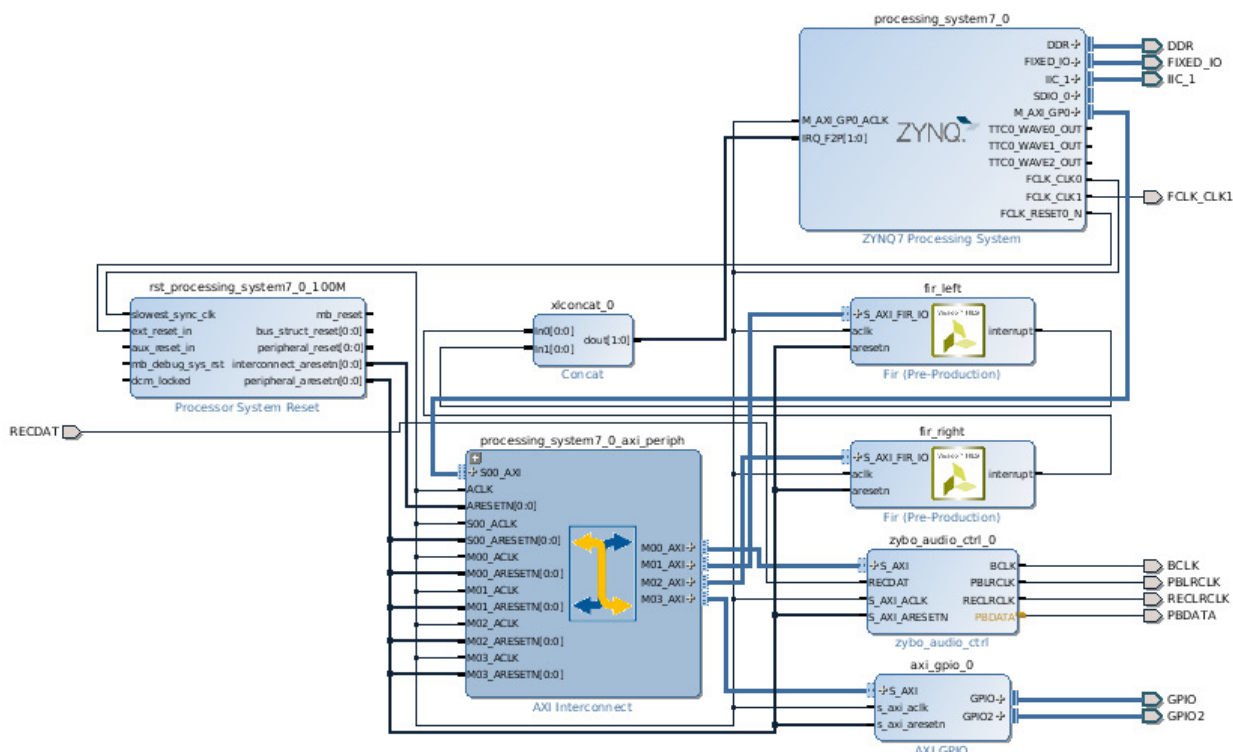 processing_system7_0
DDR
FIXED_IO
IIC_1
SDIO_0
M_AXI_GP0
TTC0_WAVE0_OUT
TTC0_WAVE1_OUT
TTC0_WAVE2_OUT
FCLK_CLK0
FCLK_CLK1
FCLK_RESET0_N
M_AXI_GP0_ACLK
IRQ_F2P[1:0]
ZYNQ.
ZYNQ7 Processing System
DDR
FIXED_IO
IIC_1
FCLK_CLK1
rst_processing_system7_0_100M
slowest_sync_clk
ext_reset_in
aux_reset_in
mb_debug_sys_rst
dcm_locked
mb_reset
bus_struct_reset[0:0]
peripheral_reset[0:0]
interconnect_aresetn[0:0]
peripheral_aresetn[0:0]
Processor System Reset
xlconcat_0
In0[0:0]
In1[0:0]
dout[1:0]
Concat
fir_left
S_AXI_FIR_IO
aclk
aresetn
interrupt
Fir (Pre-Production)
RECDAT
processing_system7_0_axi_periph
S00_AXI
ACLK
ARESETN[0:0]
S00_ACLK
S00_ARESETN[0:0]
M00_ACLK
M00_ARESETN[0:0]
M01_ACLK
M01_ARESETN[0:0]
M02_ACLK
M02_ARESETN[0:0]
M03_ACLK
M03_ARESETN[0:0]
M00_AXI
M01_AXI
M02_AXI
M03_AXI
AXI Interconnect
fir_right
S_AXI_FIR_IO
aclk
aresetn
interrupt
Fir (Pre-Production)
zybo_audio_ctrl_0
S_AXI
RECDAT
S_AXI_ACLK
S_AXI_ARESETN
BCLK
PBLRCLK
RECLRCLK
PBDATA
zybo_audio_ctrl
BCLK
PBLRCLK
RECLRCLK
PBDATA
axi_gpio_0
S_AXI
s_axi_aclk
s_axi_aresetn
GPIO
GPIO2
AXI GPIO
GPIO
GPIO2